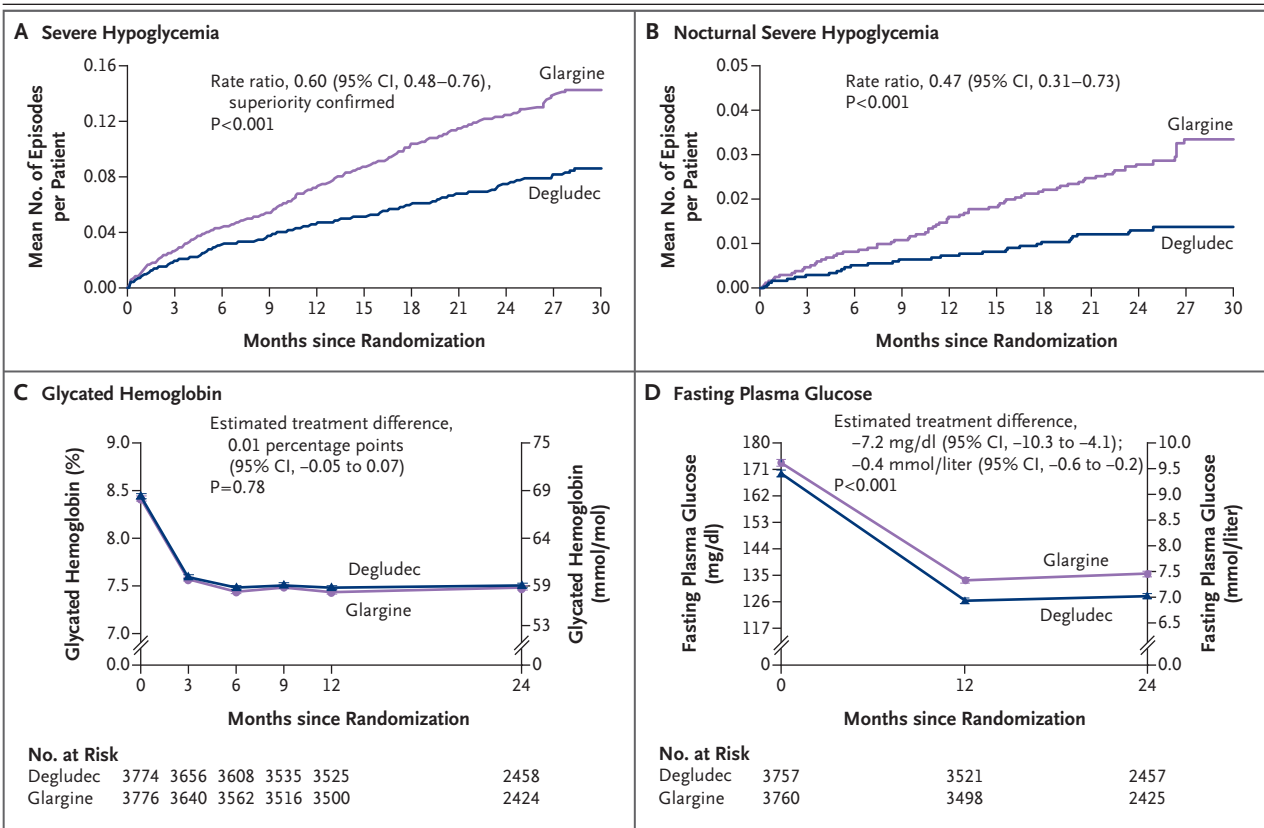 A Severe Hypoglycemia
Mean No. of Episodes
per Patient
0.16
0.12
0.08
0.04
0.00
Rate ratio, 0.60 (95% CI, 0.48–0.76),
superiority confirmed
P<0.001
Glargine
Degludec
0 3 6 9 12 15 18 21 24 26 27 30
Months since Randomization
B Nocturnal Severe Hypoglycemia
Mean No. of Episodes
per Patient
0.05
0.04
0.03
0.02
0.01
0.00
Rate ratio, 0.47 (95% CI, 0.31–0.73)
P<0.001
Glargine
Degludec
0 3 6 9 12 15 18 21 24 27 30
Months since Randomization
C Glycated Hemoglobin
Glycated Hemoglobin (%)
9.0
8.5
8.0
7.5
7.0
0.0
Estimated treatment difference,
0.01 percentage points
(95% CI, −0.05 to 0.07)
P=0.78
Degludec
Glargine
75
69
64
59
53
0
Glycated Hemoglobin
(mmol/mol)
0 3 6 9 12 24
Months since Randomization
No. at Risk
Degludec 3774 3656 3608 3535 3525 2458
Glargine 3776 3640 3562 3516 3500 2424
D Fasting Plasma Glucose
Fasting Plasma Glucose
(mg/dl)
180
171
162
153
144
135
126
117
0
Estimated treatment difference,
−7.2 mg/dl (95% CI, −10.3 to −4.1);
−0.4 mmol/liter (95% CI, −0.6 to −0.2)
P<0.001
Glargine
Degludec
10.0
9.5
9.0
8.5
8.0
7.5
7.0
6.5
0.0
Fasting Plasma Glucose
(mmol/liter)
0 12 24
Months since Randomization
No. at Risk
Degludec 3757 3521 2457
Glargine 3760 3498 2425